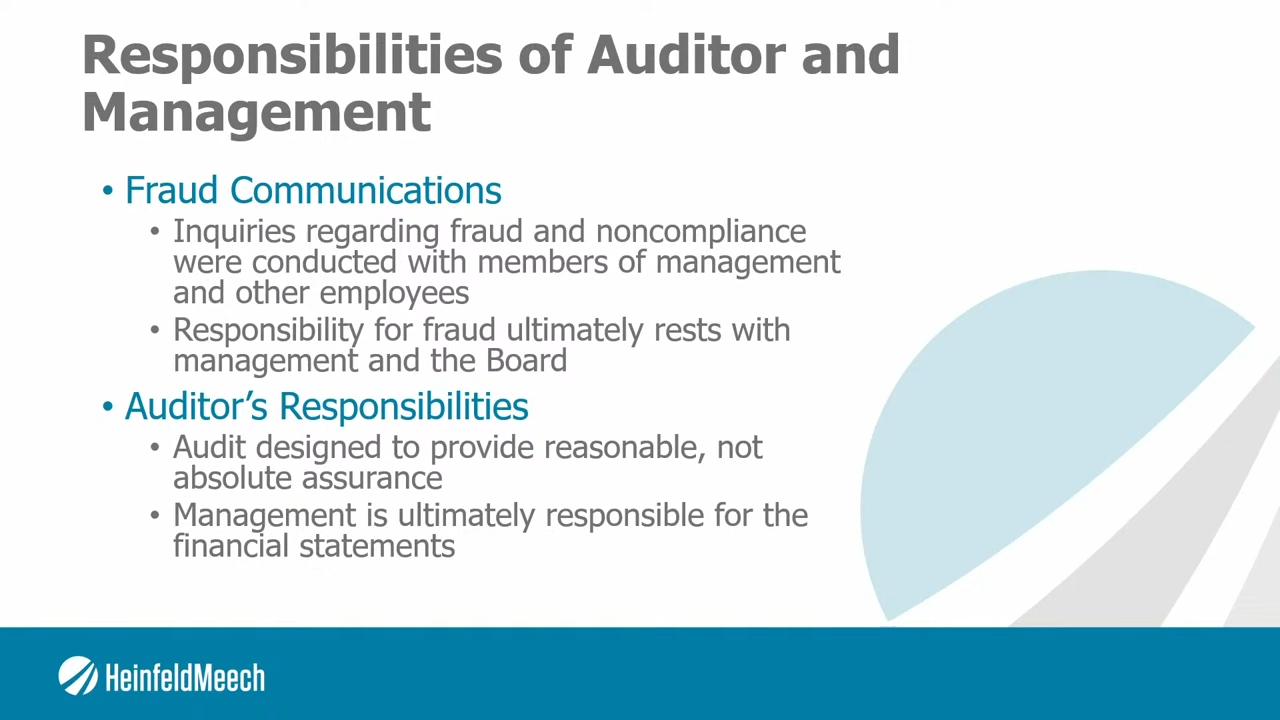 Responsibilities of Auditor and
Management
• Fraud Communications
• Inquiries regarding fraud and noncompliance
were conducted with members of management
and other employees
• Responsibility for fraud ultimately rests with
management and the Board
• Auditor’s Responsibilities
• Audit designed to provide reasonable, not
absolute assurance
• Management is ultimately responsible for the
financial statements
HeinfeldMeech